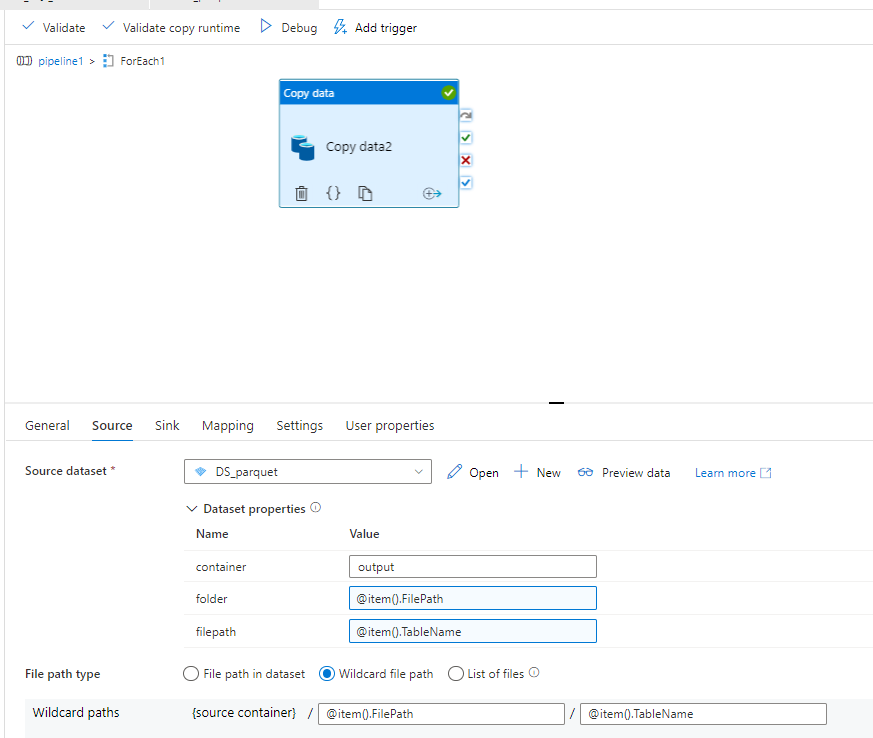 Validate Validate copy runtime Debug Add trigger
pipeline1 > ForEach1
Copy data
Copy data2
{}
General Source Sink Mapping Settings User properties
Source dataset * DS_parquet Open New Preview data Learn more
Dataset properties
Name Value
container output
folder @item().FilePath
filepath @item().TableName
File path type File path in dataset Wildcard file path List of files
Wildcard paths {source container} / @item().FilePath / @item().TableName